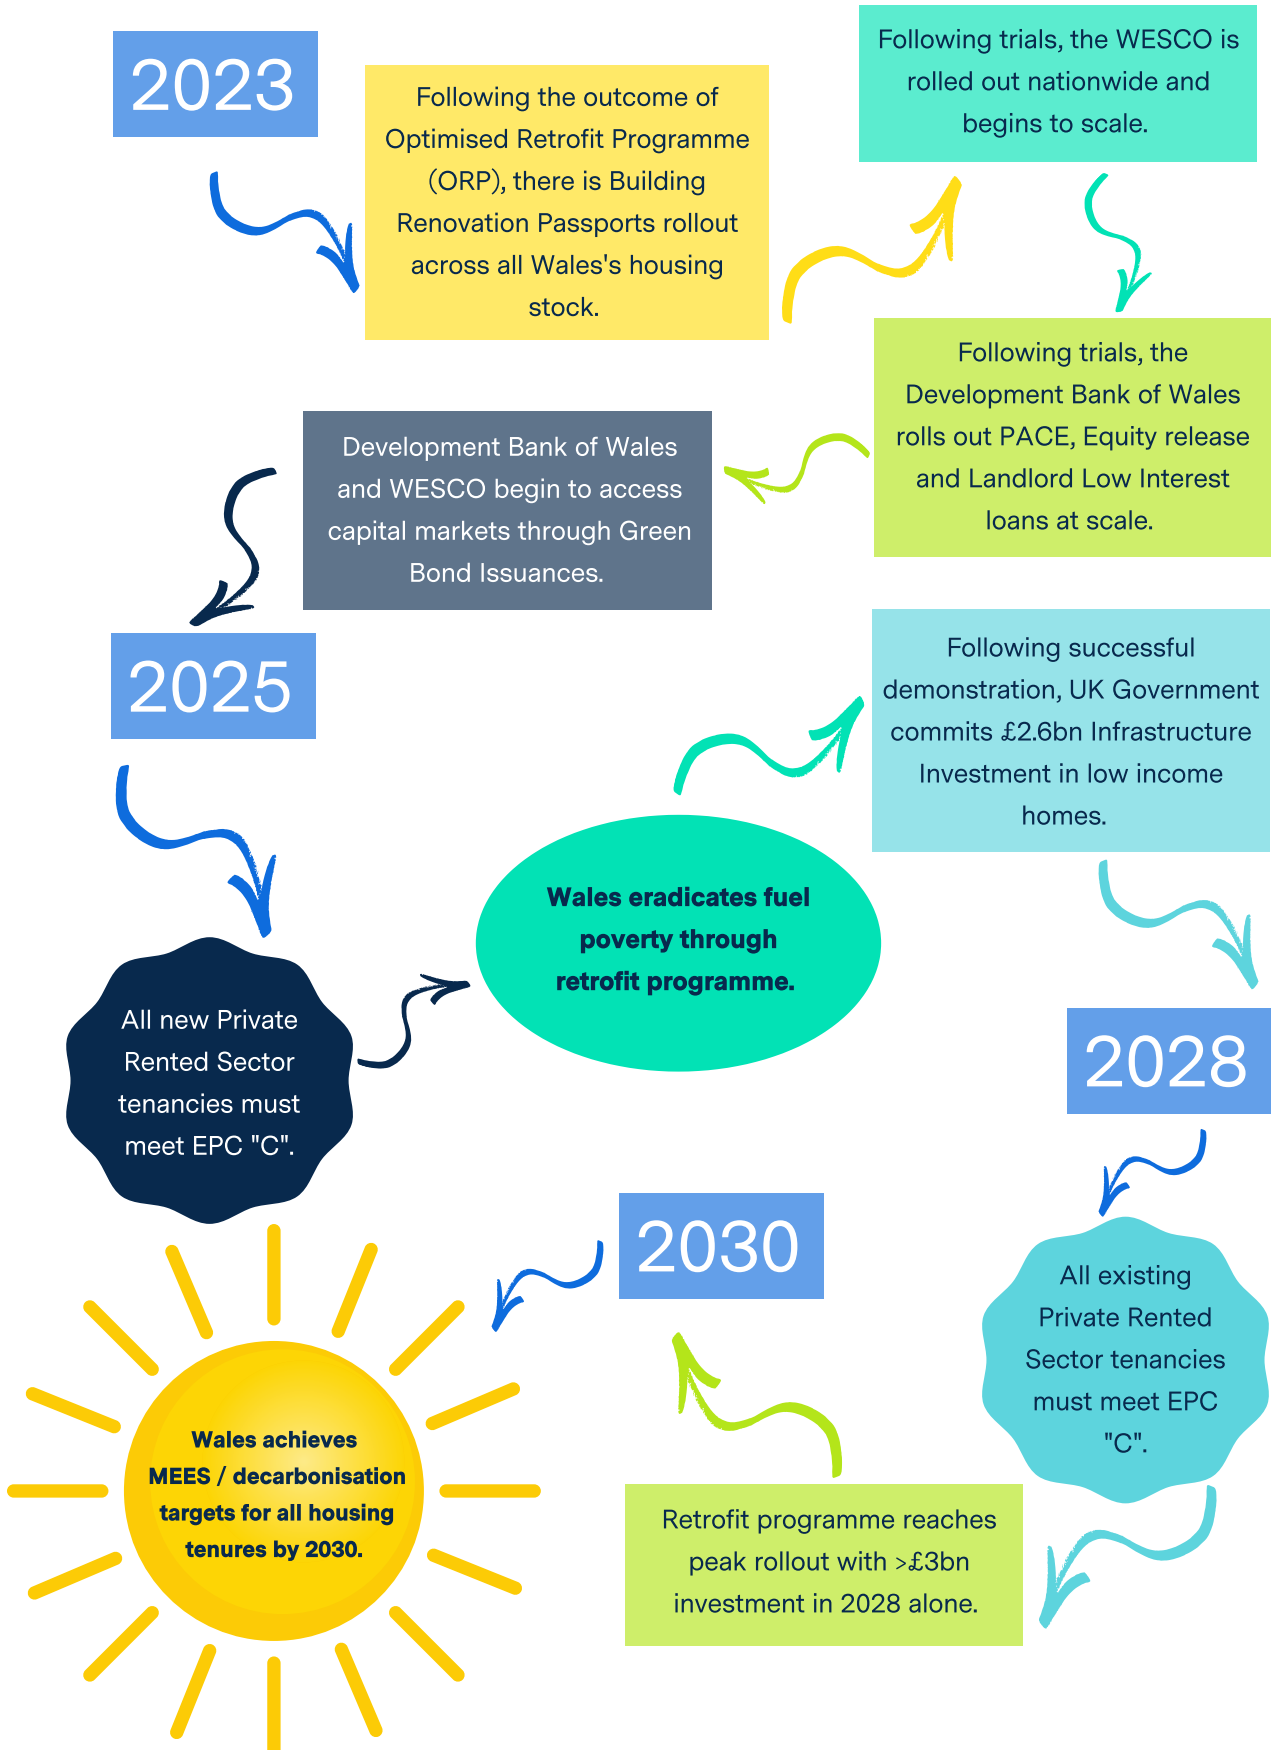 2023
Following the outcome of
Optimised Retrofit Programme
(ORP), there is Building
Renovation Passports rollout
across all Wales's housing
stock.
Following trials, the WESCO is
rolled out nationwide and
begins to scale.
Following trials, the
Development Bank of Wales
rolls out PACE, Equity release
and Landlord Low Interest
loans at scale.
Development Bank of Wales
and WESCO begin to access
capital markets through Green
Bond Issuances.
2025
All new Private
Rented Sector
tenancies must
meet EPC "C".
Wales eradicates fuel
poverty through
retrofit programme.
Following successful
demonstration, UK Government
commits £2.6bn Infrastructure
Investment in low income
homes.
2028
All existing
Private Rented
Sector tenancies
must meet EPC
"C".
Retrofit programme reaches
peak rollout with >£3bn
investment in 2028 alone.
2030
Wales achieves
MEES / decarbonisation
targets for all housing
tenures by 2030.